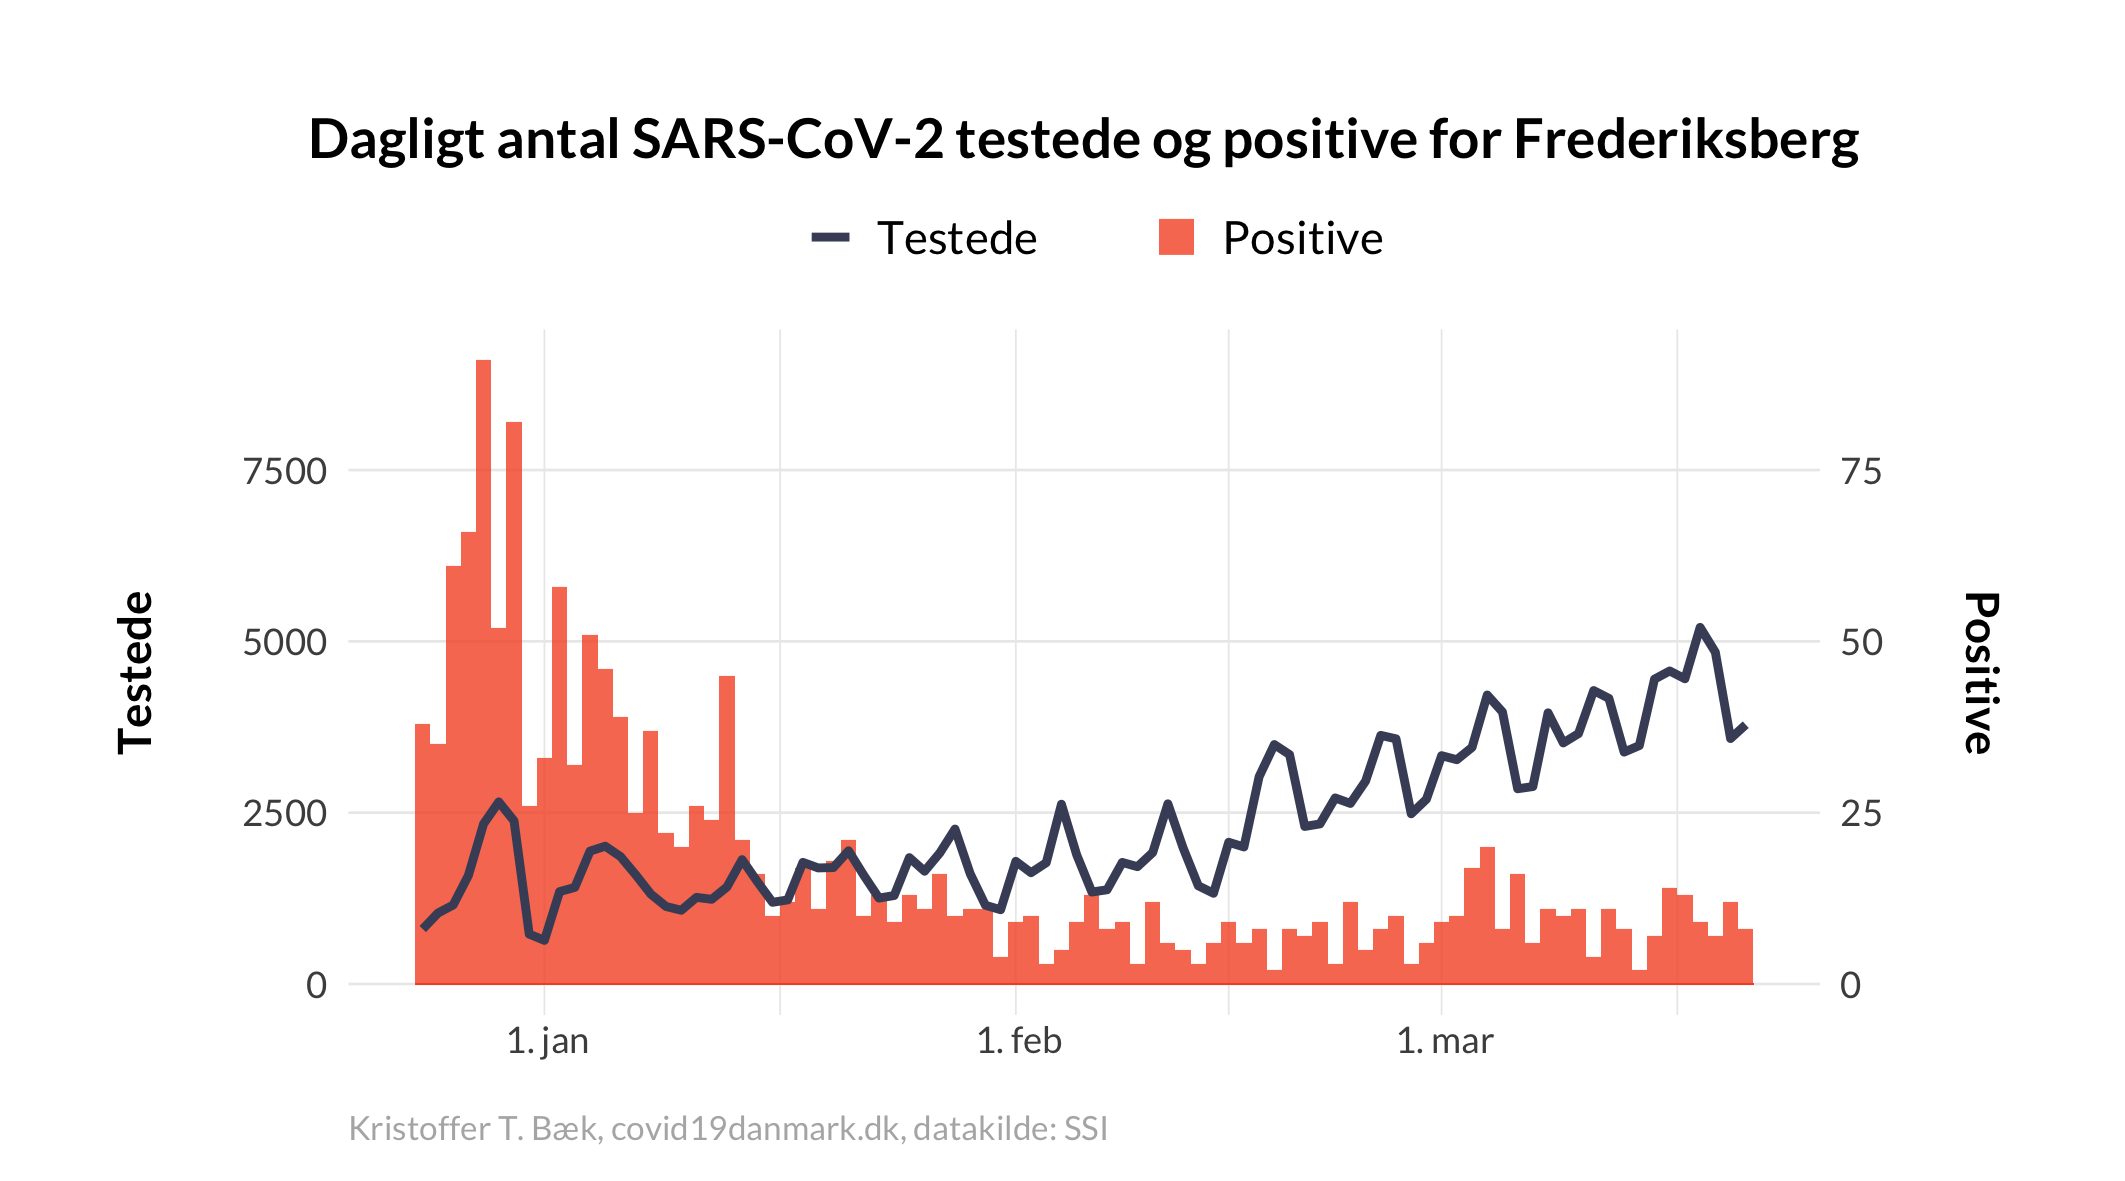 Dagligt antal SARS-CoV-2 testede og positive for Frederiksberg
Testede
Positive
7500
5000
2500
0
75
50
25
0
Testede
Positive
1. jan
1. feb
1. mar
Kristoffer T. Bæk, covid19danmark.dk, datakilde: SSI